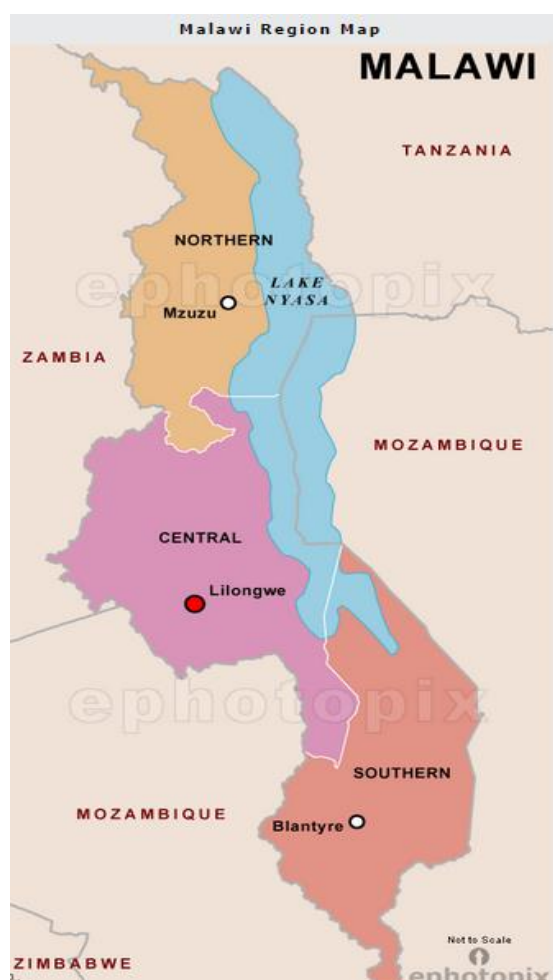 Malawi Region Map
MALAWI
TANZANIA
NORTHERN
ephotopix
LAKE
NYASA
Mzuzu
ZAMBIA
MOZAMBIQUE
CENTRAL
Lilongwe
ephotopix
SOUTHERN
MOZAMBIQUE
Blantyre
Not to Scale
ZIMBABWE
ephotopix